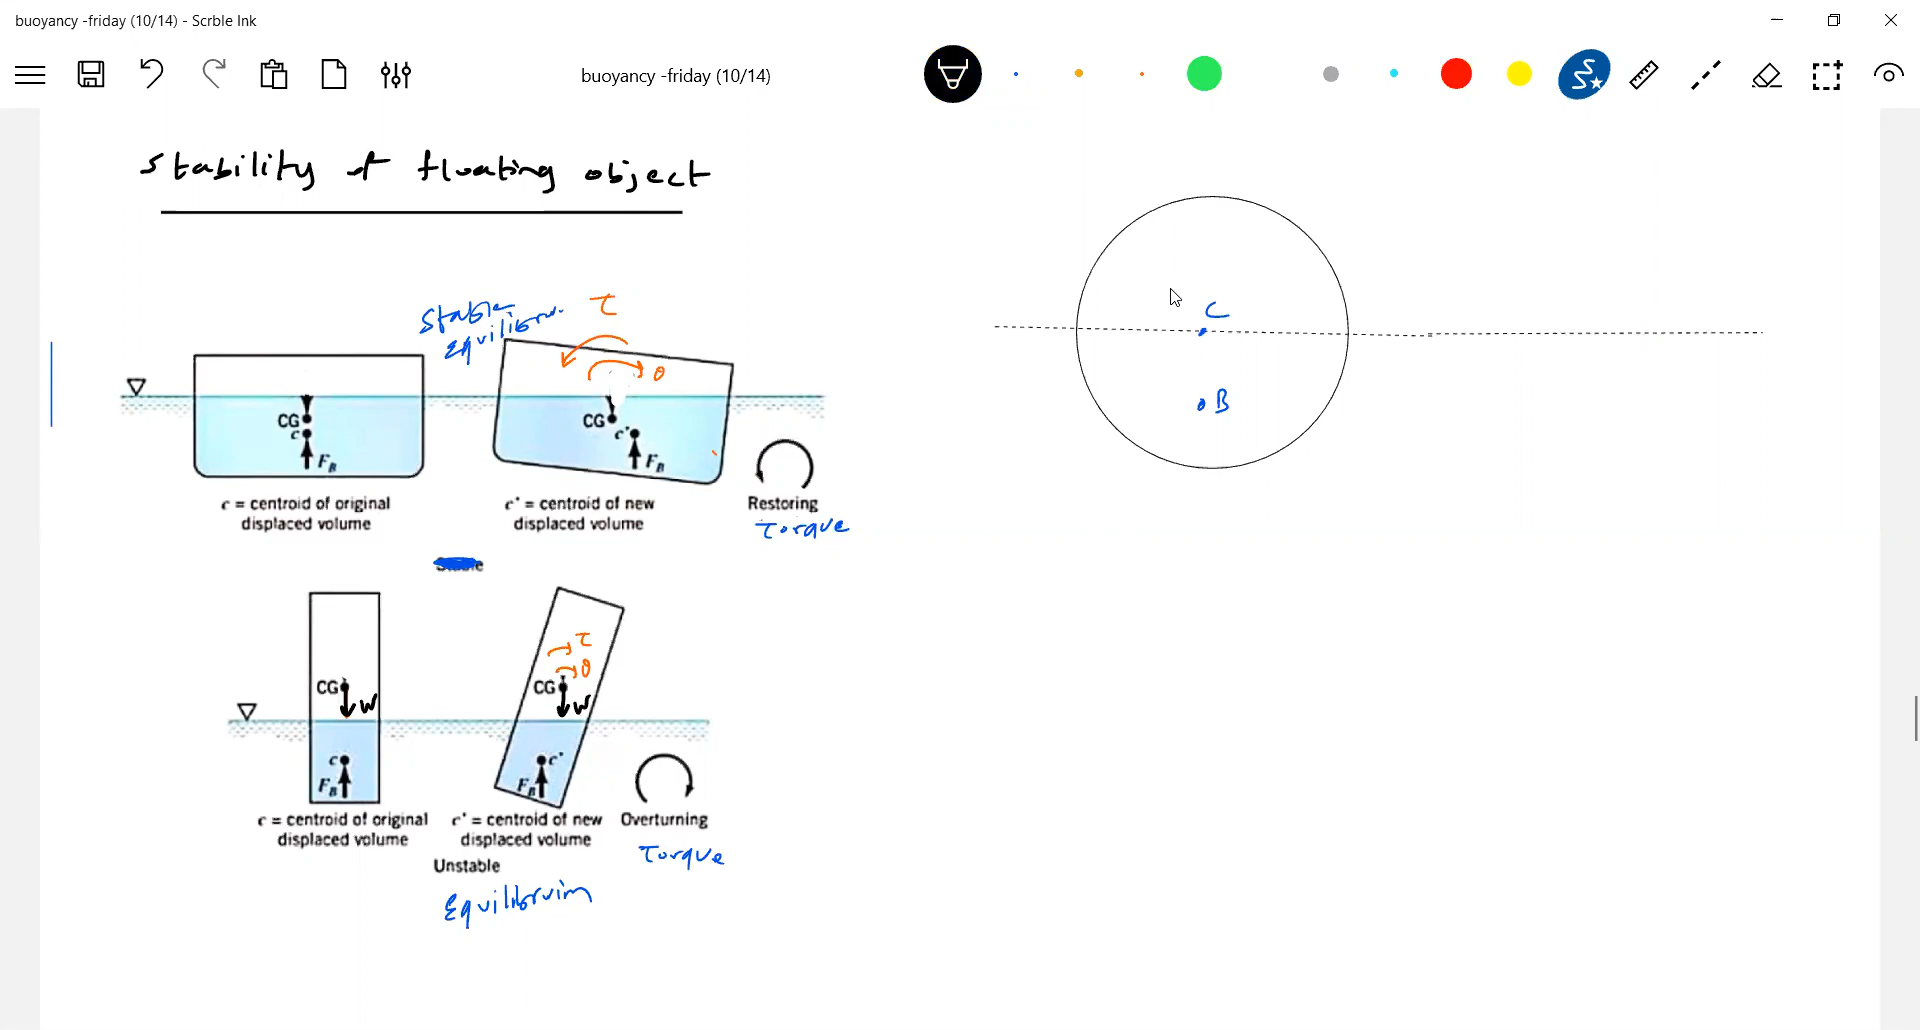 buoyancy -friday (10/14) - Scrble Ink
buoyancy -friday (10/14)
Stability of floating object
Stable
Equilibriu.
τ
θ
CG
c
F_B
CG
c'
F_B
c = centroid of original
displaced volume
c' = centroid of new
displaced volume
Restoring
Torque
C
B
τ
θ
CG
W
c
F_B
CG
W
c'
F_B
c = centroid of original
displaced volume
c' = centroid of new
displaced volume
Overturning
Torque
Unstable
Equilibruim